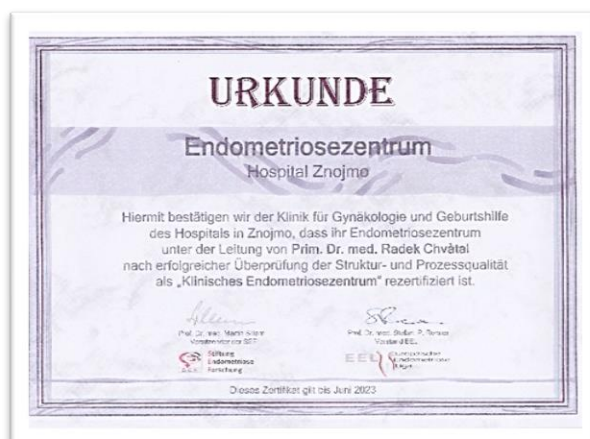 URKUNDE
Endometriosezentrum
Hospital Znojmo
Hiermit bestätigen wir der Klinik für Gynäkologie und Geburtshilfe
des Hospitals in Znojmo, dass ihr Endometriosezentrum
unter der Leitung von Prim. Dr. med. Radek Chvátal
nach erfolgreicher Überprüfung der Struktur- und Prozessqualität
als „Klinisches Endometriosezentrum" rezertifiziert ist.
Prof. Dr. med.
Prof. Dr. med. Stefan P.
Stiftung
Endometriose
Forschung
EEL
Dieses Zertifikat gilt bis Juni 2023